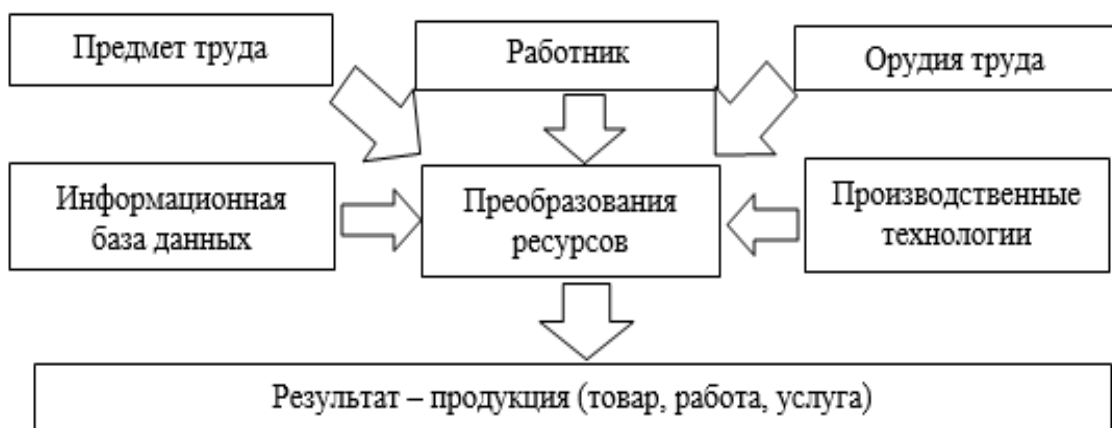 Предмет труда
Работник
Орудия труда
Информационная
база данных
Преобразования
ресурсов
Производственные
технологии
Результат – продукция (товар, работа, услуга)